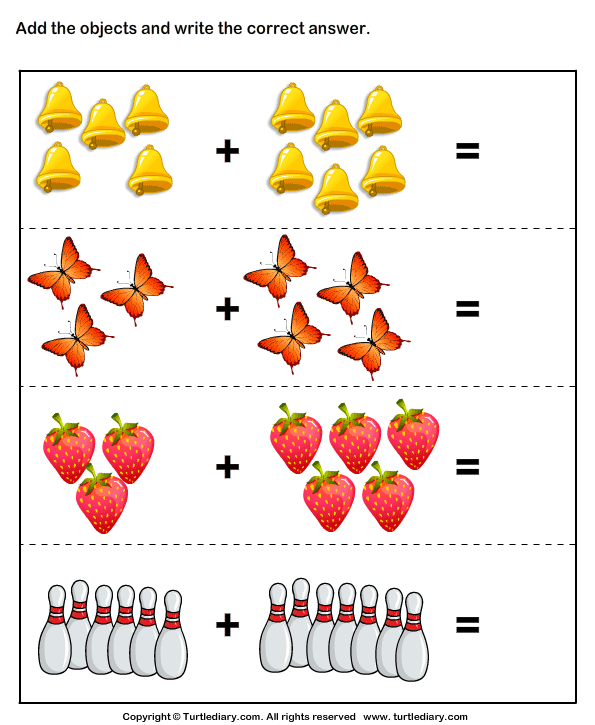 Add the objects and write the correct answer.
+ =
+ =
+ =
+ =
Copyright © Turtlediary.com. All rights reserved www. turtlediary.com